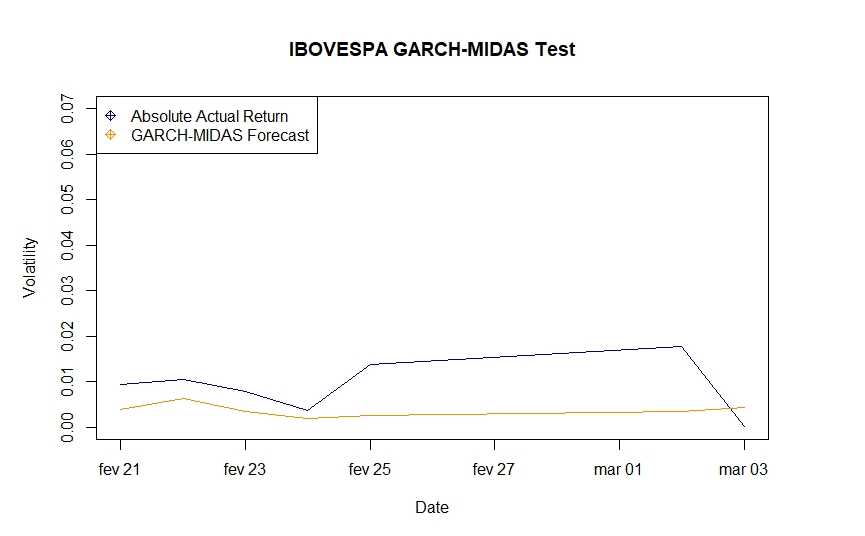 IBOVESPA GARCH-MIDAS Test
Absolute Actual Return
GARCH-MIDAS Forecast
Volatility
0.07
0.06
0.05
0.04
0.03
0.02
0.01
0.00
fev 21 fev 23 fev 25 fev 27 mar 01 mar 03
Date